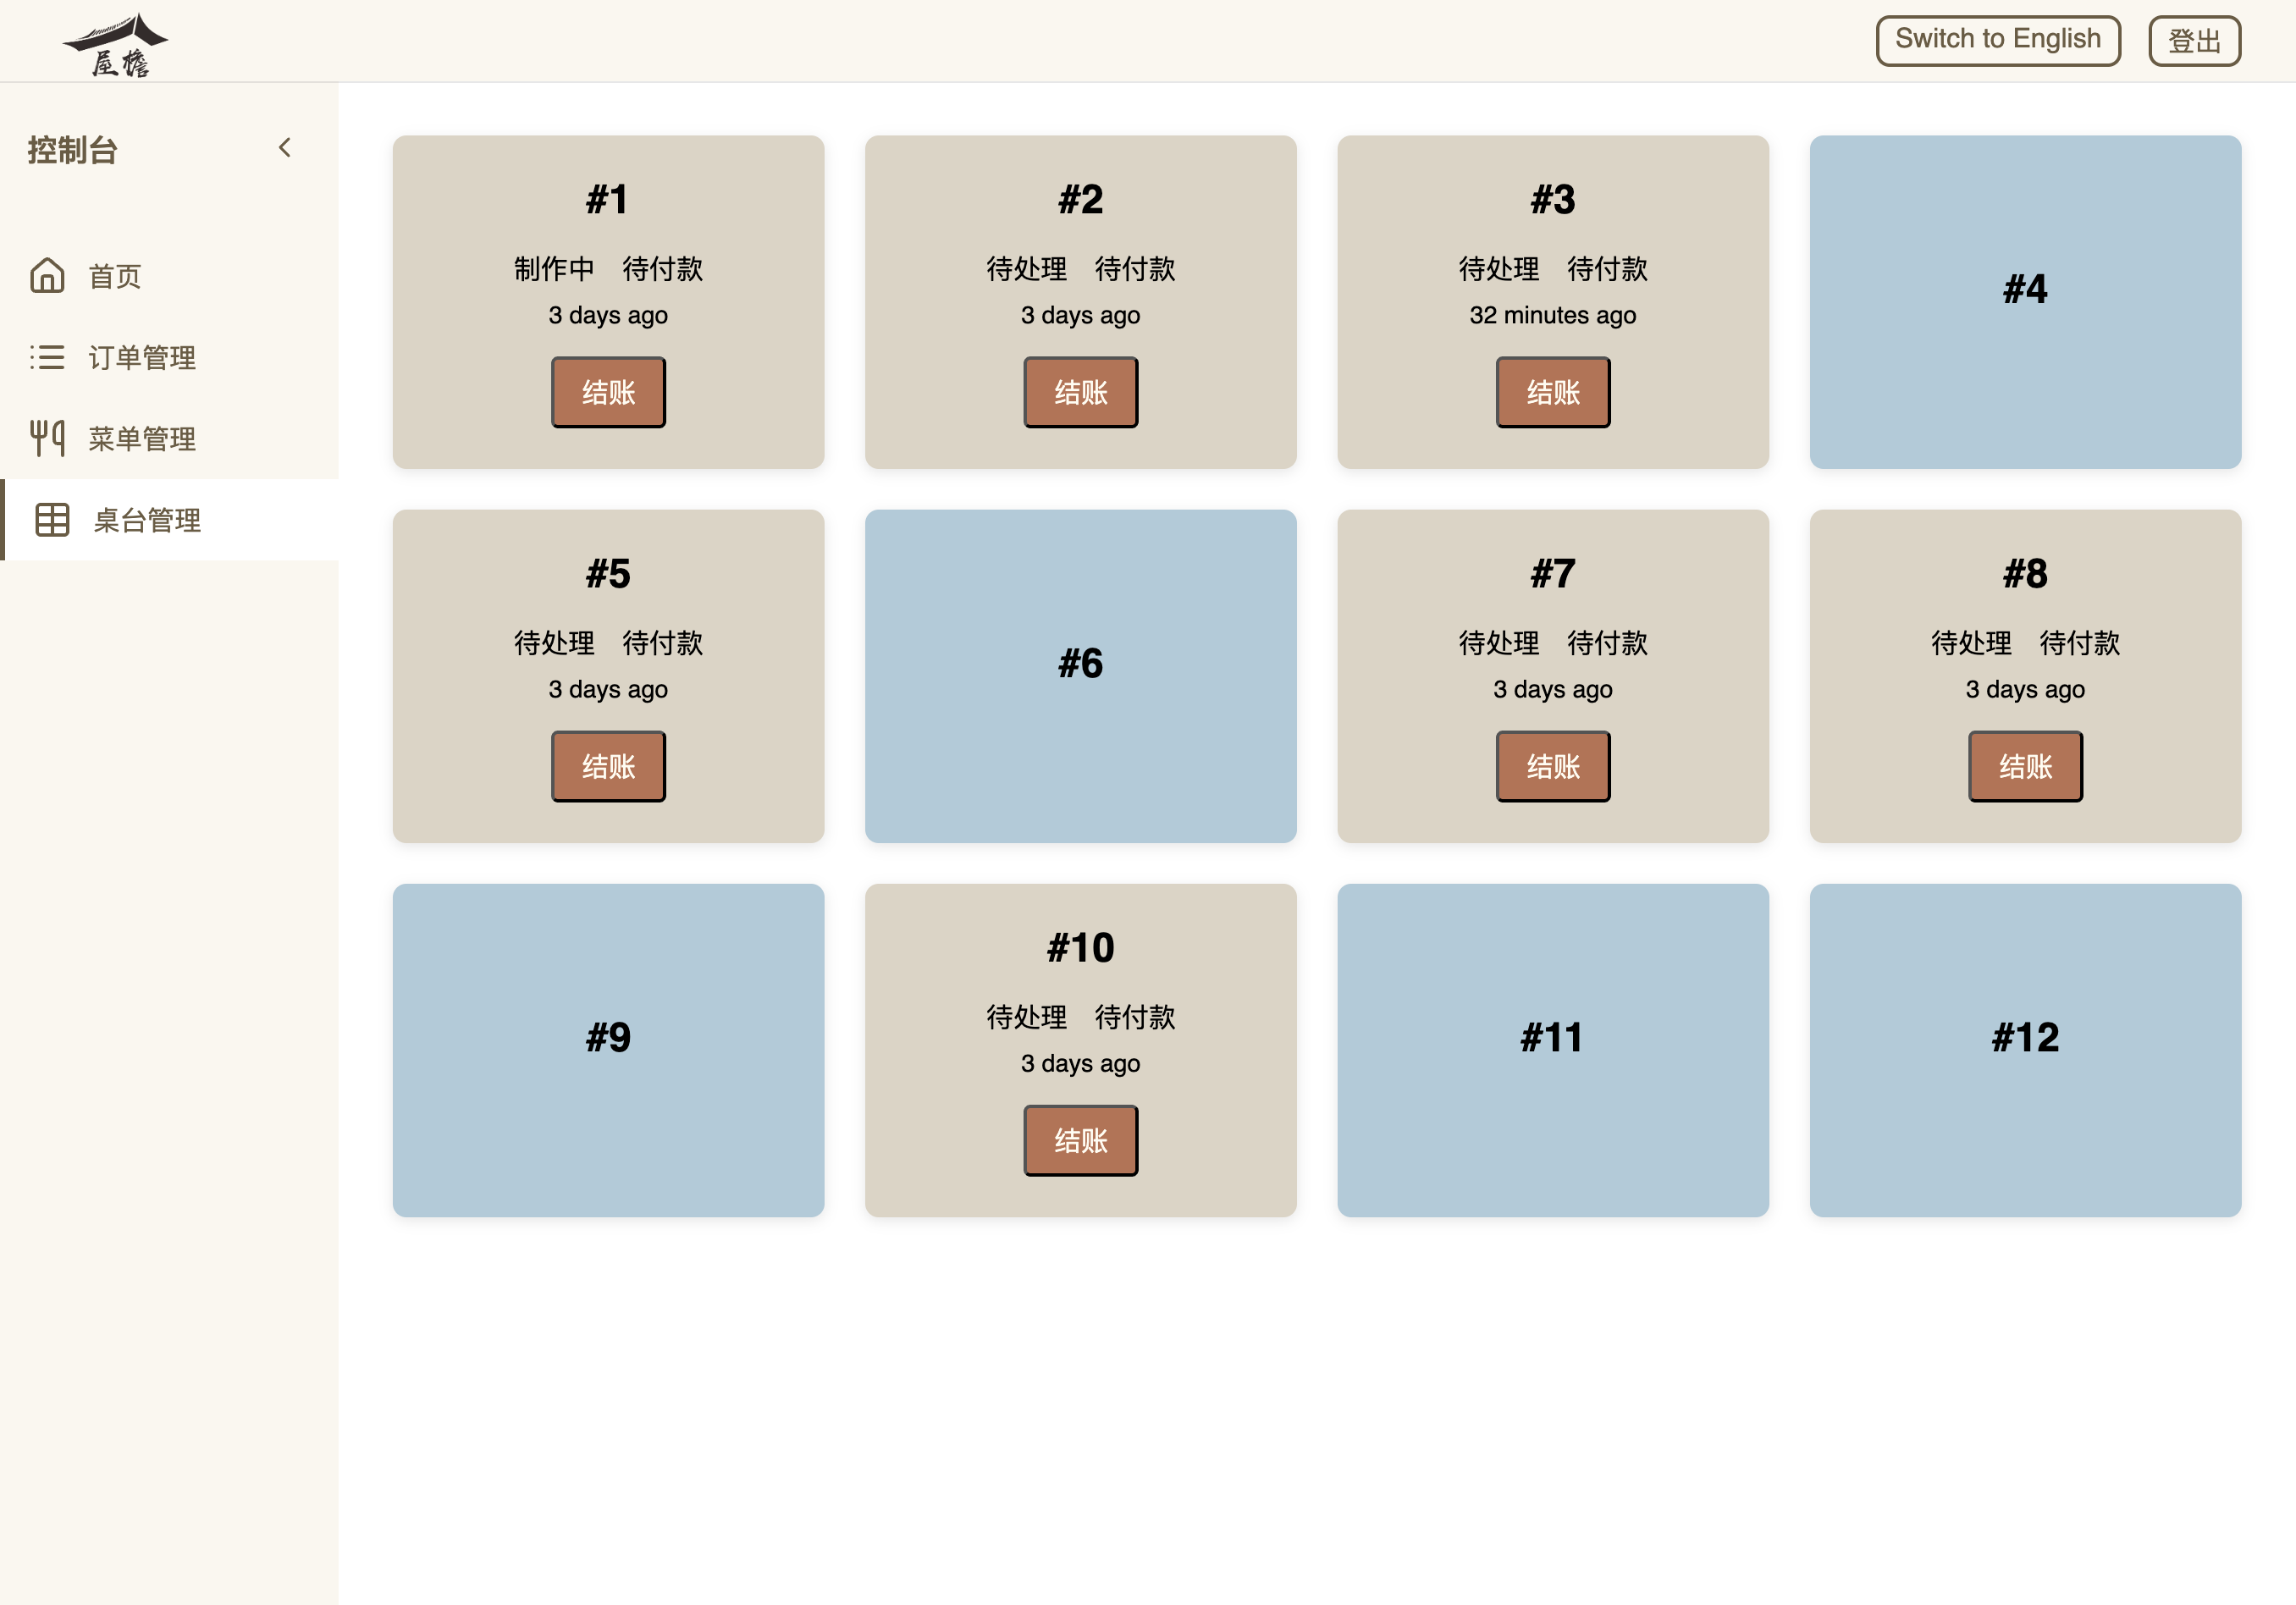 屋檐
Switch to English
登出
控制台
首页
订单管理
菜单管理
桌台管理
#1
制作中 待付款
3 days ago
结账
#2
待处理 待付款
3 days ago
结账
#3
待处理 待付款
32 minutes ago
结账
#4
#5
待处理 待付款
3 days ago
结账
#6
#7
待处理 待付款
3 days ago
结账
#8
待处理 待付款
3 days ago
结账
#9
#10
待处理 待付款
3 days ago
结账
#11
#12